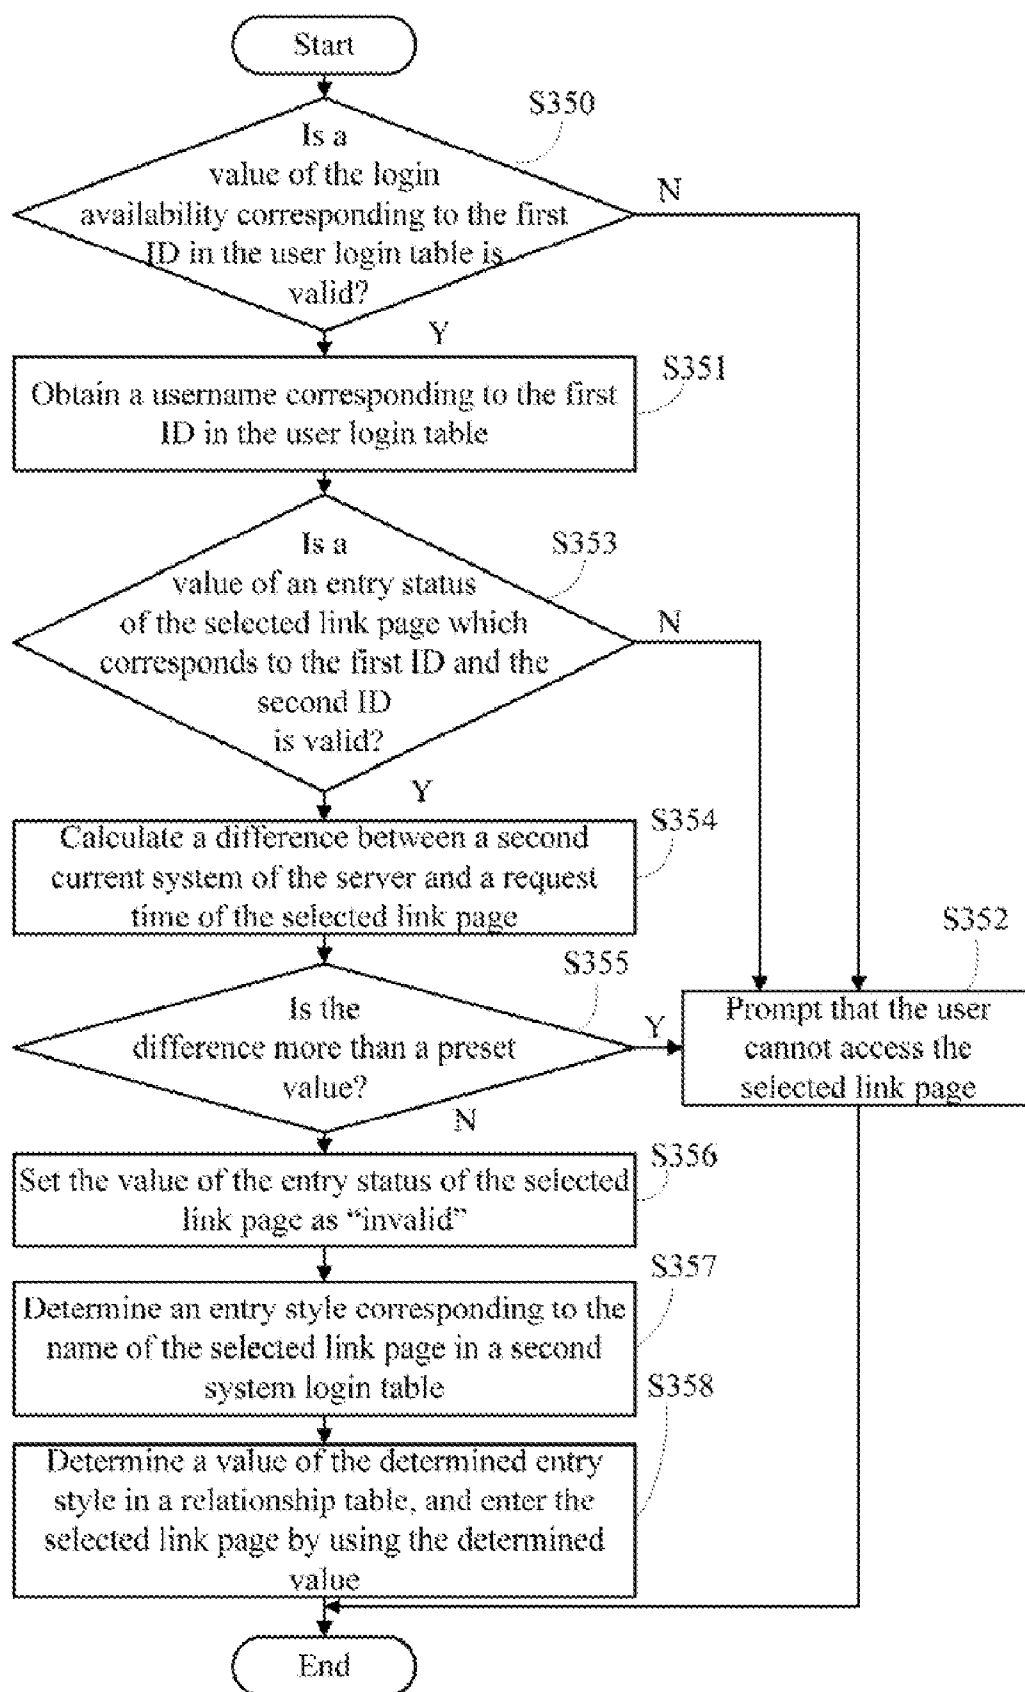 Start
S350
Is a
value of the login
availability corresponding to the first
ID in the user login table is
valid?
N
Y
S351
Obtain a username corresponding to the first
ID in the user login table
S353
Is a
value of an entry status
of the selected link page which
corresponds to the first ID and the
second ID
is valid?
N
Y
S354
Calculate a difference between a second
current system of the server and a request
time of the selected link page
S352
Prompt that the user
cannot access the
selected link page
S355
Is the
difference more than a preset
value?
Y
N
S356
Set the value of the entry status of the selected
link page as “invalid”
S357
Determine an entry style corresponding to the
name of the selected link page in a second
system login table
S358
Determine a value of the determined entry
style in a relationship table, and enter the
selected link page by using the determined
value
End